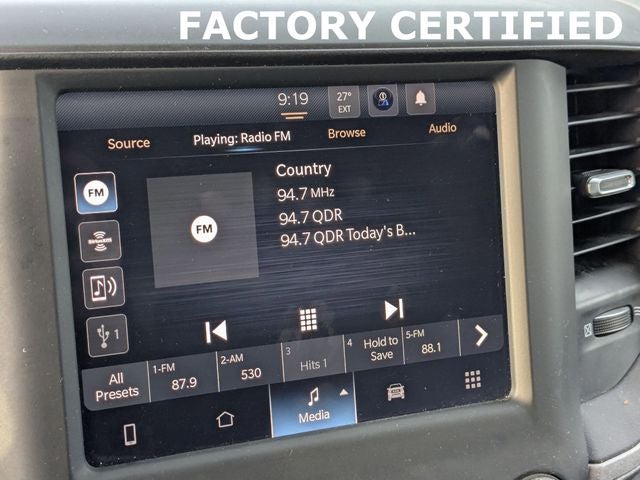 FACTORY CERTIFIED
9:19 27° EXT
Source Playing: Radio FM Browse Audio
FM
Country
94.7 MHz
94.7 QDR
94.7 QDR Today's B...
FM
SiriusXM
1
All Presets
1-FM 87.9
2-AM 530
3 Hits 1
4 Hold to Save
5-FM 88.1
Media